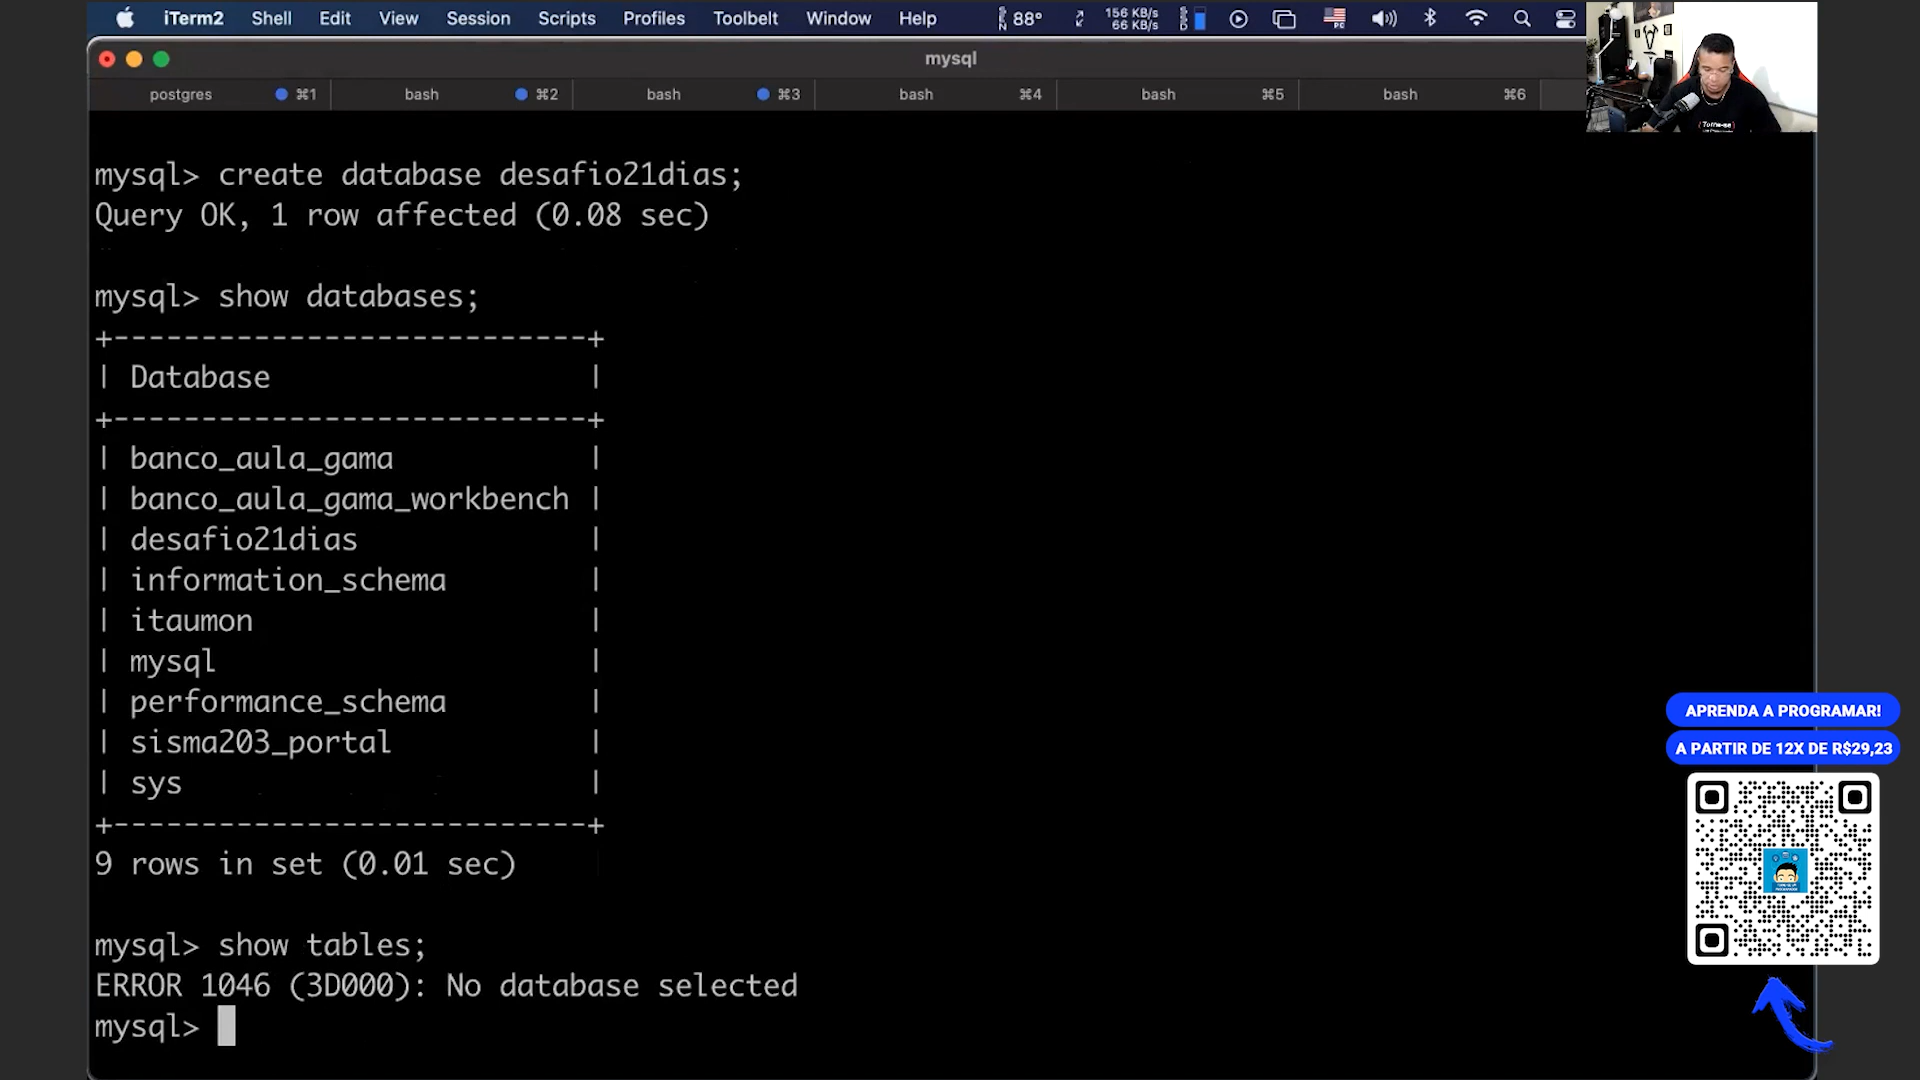 iTerm2 Shell Edit View Session Scripts Profiles Toolbelt Window Help 88° 156 KB/s
66 KB/s
mysql
postgres ⌘1 bash ⌘2 bash ⌘3 bash ⌘4 bash ⌘5 bash ⌘6
mysql> create database desafio21dias;
Query OK, 1 row affected (0.08 sec)
mysql> show databases;
+---------------------------+
| Database |
+---------------------------+
| banco_aula_gama |
| banco_aula_gama_workbench |
| desafio21dias |
| information_schema |
| itaumon |
| mysql |
| performance_schema |
| sisma203_portal |
| sys |
+---------------------------+
9 rows in set (0.01 sec)
mysql> show tables;
ERROR 1046 (3D000): No database selected
mysql>
APRENDA A PROGRAMAR!
A PARTIR DE 12X DE R$29,23